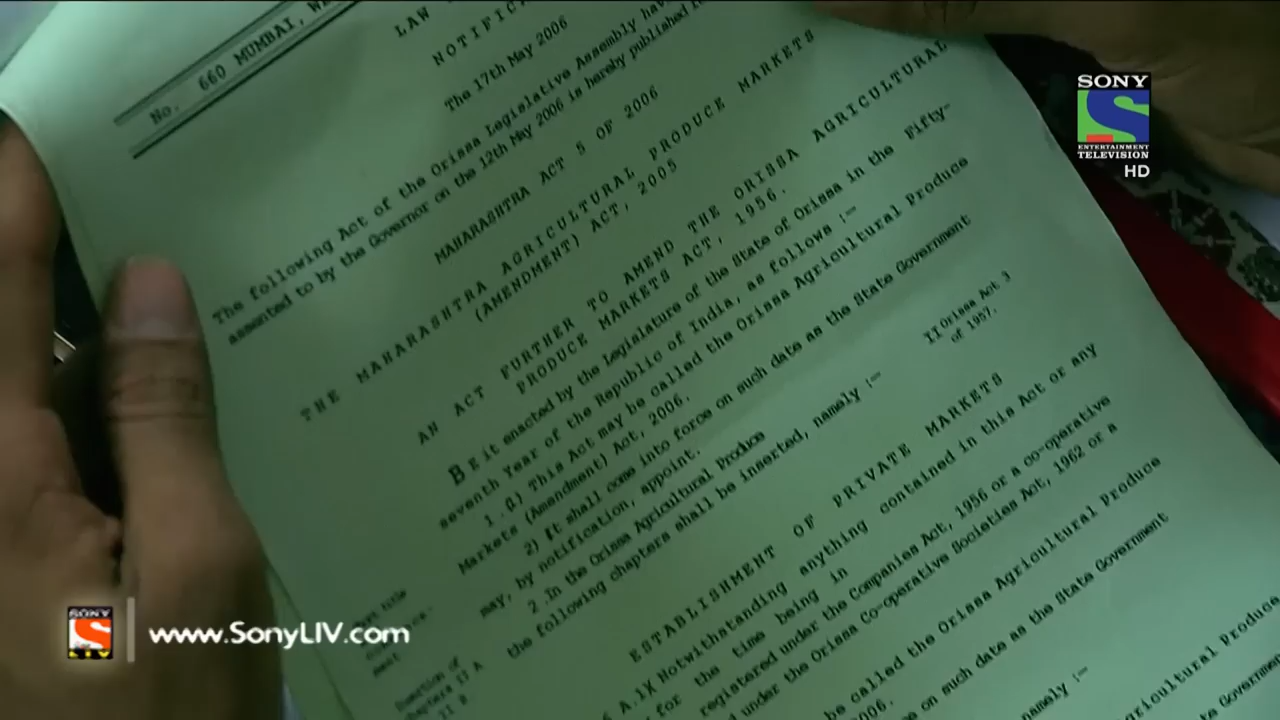 No. 660 MUMBAI,
LAW
The 17th May 2006
The following Act of the Orissa Legislative Assembly
assented to by the Governor on the 12th May 2006 is hereby published
MAHARASHTRA ACT 5 OF 2006
THE MAHARASHTRA AGRICULTURAL PRODUCE MARKETS
(AMENDMENT) ACT, 2005
AN ACT FURTHER TO AMEND THE ORISSA AGRICULTURAL
PRODUCE MARKETS ACT, 1956.
BE it enacted by the Legislature of the State of Orissa in the Fifty-
seventh Year of the Republic of India, as follows :—
1.(1) This Act may be called the Orissa Agricultural Produce
Markets (Amendment) Act, 2006.
2) It shall come into force on such date as the State Government
may, by notification, appoint.
2.In the Orissa Agricultural Produce
the following chapters shall be inserted, namely :—
II Orissa Act 3
of 1957.
ESTABLISHMENT OF PRIVATE MARKETS
A.1X Notwithstanding anything contained in this Act or any
for the time being in
registered under the Companies Act, 1956 or a co-operative
under the Orissa Co-operative Societies Act, 1962 or a
be called the Orissa Agricultural Produce
2006.
on such date as the State Government
namely :—
Agricultural Produce
State Government
title
SONY
ENTERTAINMENT
TELEVISION
HD
SONY
LIV
www.SonyLIV.com